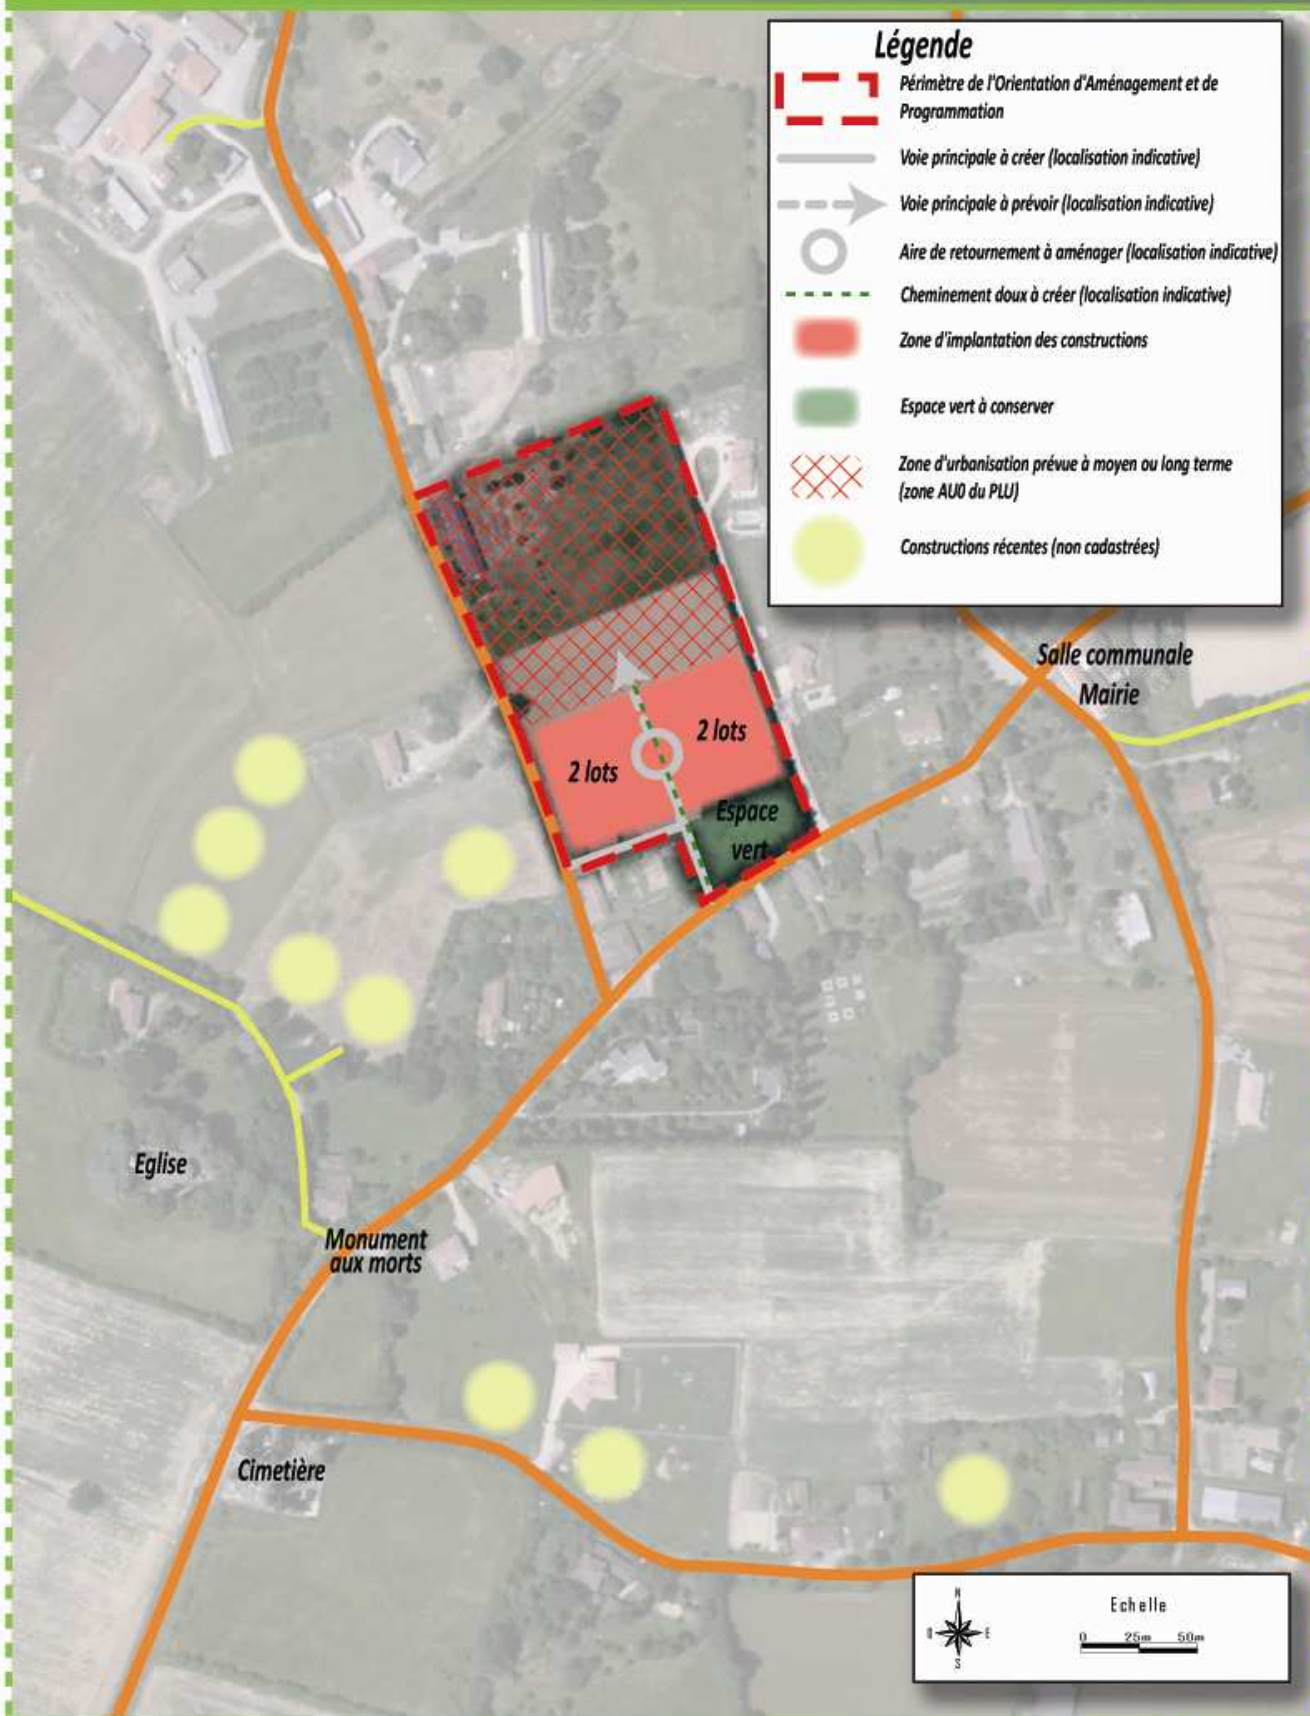 Légende
Périmètre de l'Orientation d'Aménagement et de
Programmation
Voie principale à créer (localisation indicative)
Voie principale à prévoir (localisation indicative)
Aire de retournement à aménager (localisation indicative)
Cheminement doux à créer (localisation indicative)
Zone d'implantation des constructions
Espace vert à conserver
Zone d'urbanisation prévue à moyen ou long terme
(zone AU0 du PLU)
Constructions récentes (non cadastrées)
Salle communale
Mairie
2 lots
2 lots
Espace
vert
Eglise
Monument
aux morts
Cimetière
N
O
E
S
Echelle
0 25m 50m